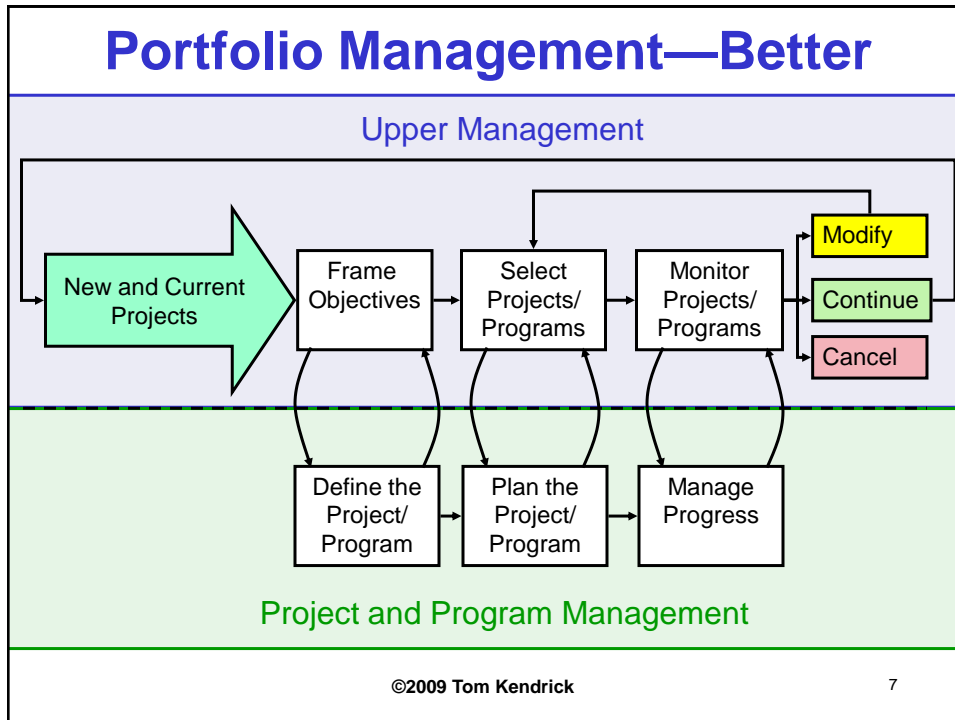 Portfolio Management—Better
Upper Management
New and Current
Projects
Frame
Objectives
Select
Projects/
Programs
Monitor
Projects/
Programs
Modify
Continue
Cancel
Define the
Project/
Program
Plan the
Project/
Program
Manage
Progress
Project and Program Management
©2009 Tom Kendrick
7